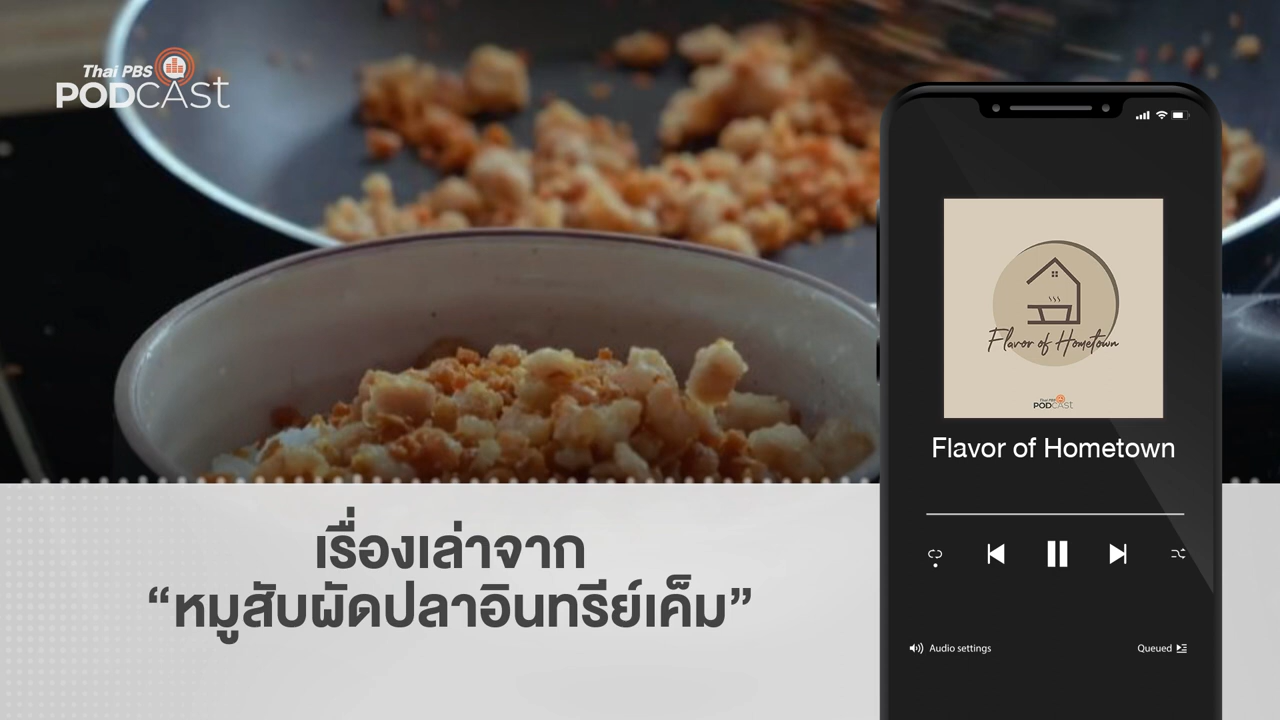 Thai PBS
PODCAST
Flavor of Hometown
Thai PBS
PODCAST
Flavor of Hometown
เรื่องเล่าจาก
“หมูสับผัดปลาอินทรีย์เค็ม”
Audio settings
Queued